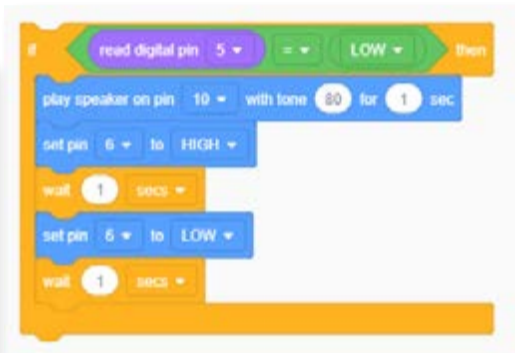 if read digital pin 5 = LOW then
play speaker on pin 10 with tone 80 for 1 sec
set pin 6 to HIGH
wait 1 secs
set pin 6 to LOW
wait 1 secs